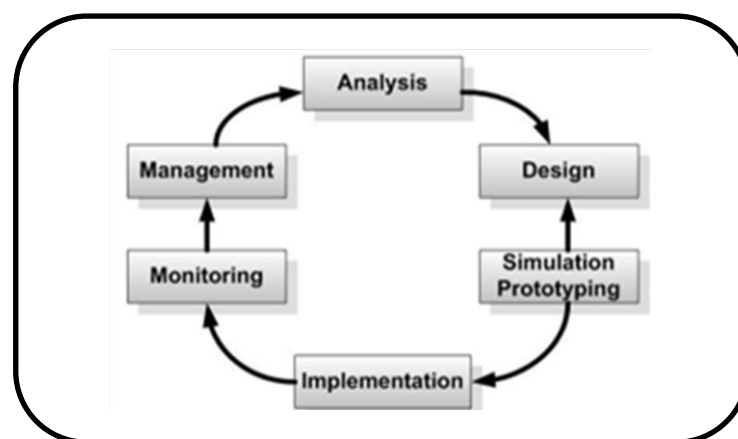 Analysis
Management
Design
Monitoring
Simulation
Prototyping
Implementation